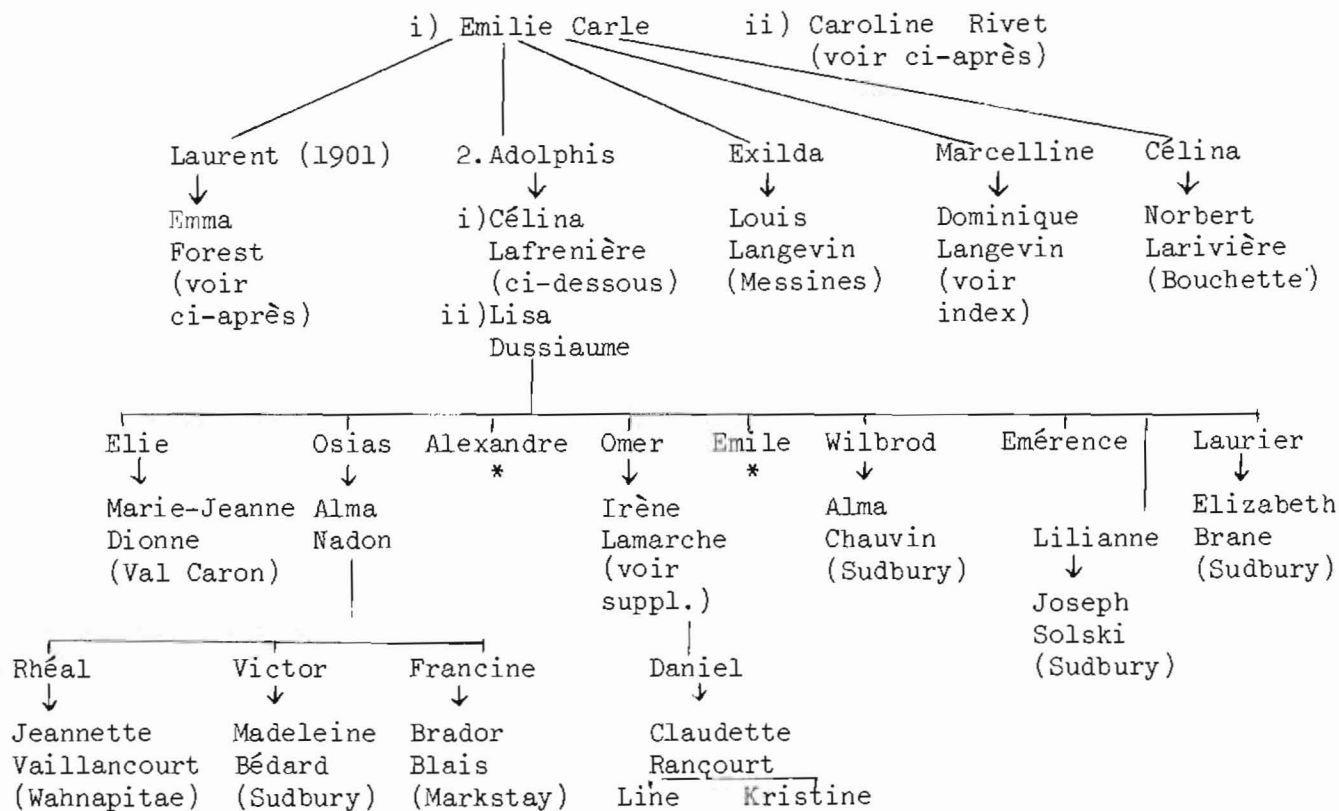 i) Emilie Carle ii) Caroline Rivet
(voir ci-après)
Laurent (1901) 2. Adolphis Exilda Marcelline Célina
Emma i)Célina Louis Dominique Norbert
Forest Lafrenière Langevin Langevin Larivière
(voir (ci-dessous) (Messines) (voir (Bouchette)
ci-après) ii)Lisa index)
Dussiaume
Elie Osias Alexandre Omer Emile Wilbrod Emérence Laurier
* *
Marie-Jeanne Alma Irène Alma Elizabeth
Dionne Nadon Lamarche Chauvin Lilianne Brane
(Val Caron) (voir (Sudbury) (Sudbury)
suppl.) Joseph
Solski
Rhéal Victor Francine Daniel (Sudbury)
Jeannette Madeleine Brador Claudette
Vaillancourt Bédard Blais Rançourt
(Wahnapitae) (Sudbury) (Markstay) Line Kristine